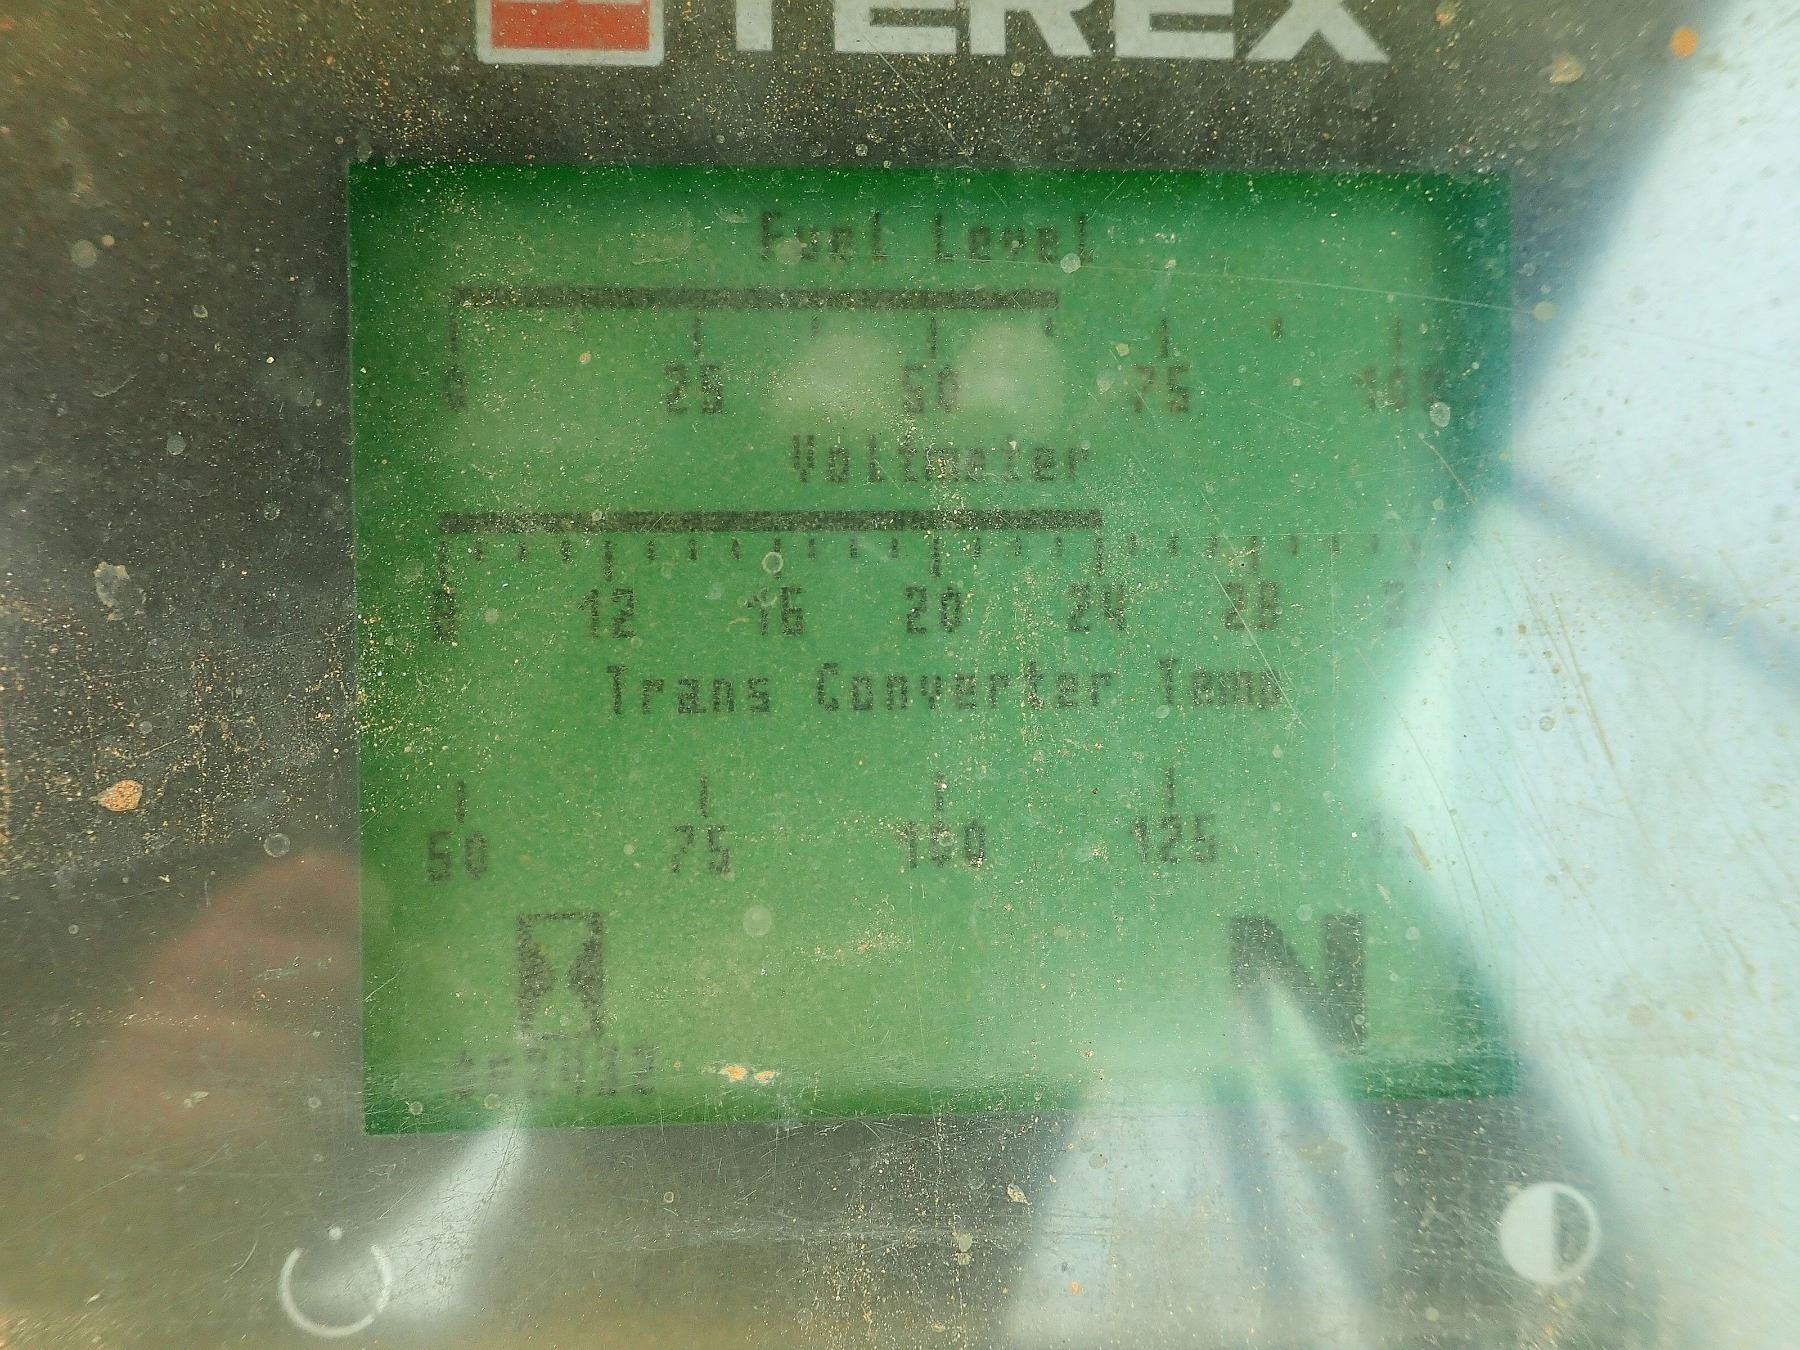 TEREX
Fuel Level
0 25 50 75 100
Voltmeter
8 12 16 20 24 28
Trans Converter Temp
50 75 100 125
N